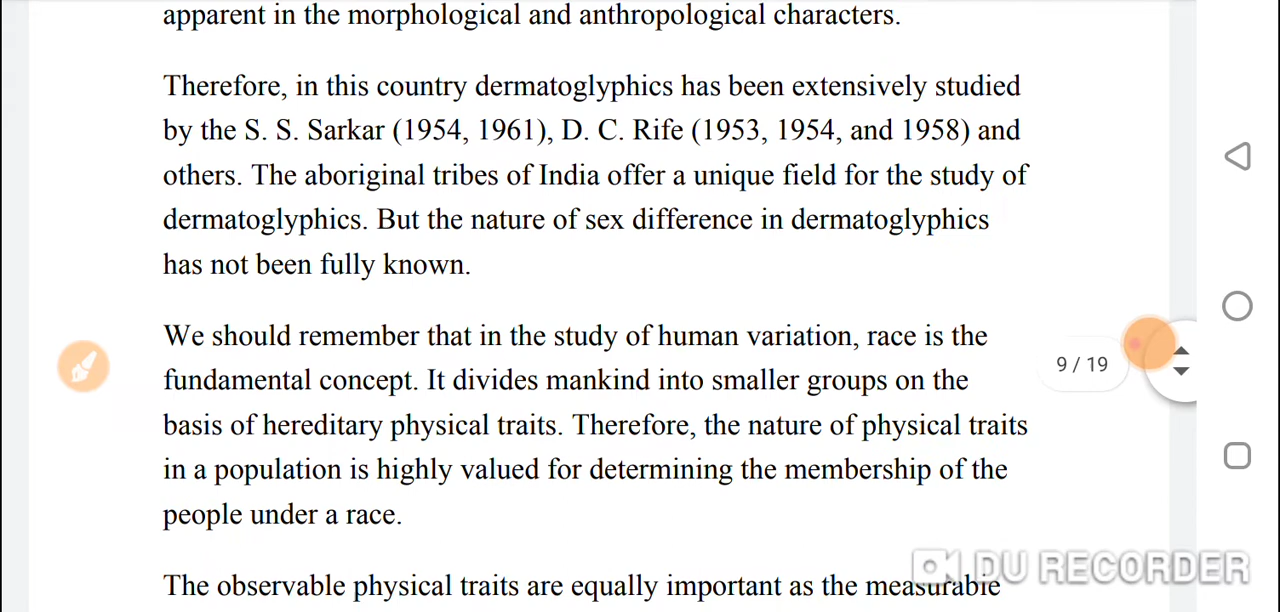 apparent in the morphological and anthropological characters.
Therefore, in this country dermatoglyphics has been extensively studied
by the S. S. Sarkar (1954, 1961), D. C. Rife (1953, 1954, and 1958) and
others. The aboriginal tribes of India offer a unique field for the study of
dermatoglyphics. But the nature of sex difference in dermatoglyphics
has not been fully known.
We should remember that in the study of human variation, race is the
fundamental concept. It divides mankind into smaller groups on the
basis of hereditary physical traits. Therefore, the nature of physical traits
in a population is highly valued for determining the membership of the
people under a race.
9 / 19
The observable physical traits are equally important as the measurable
DU RECORDER